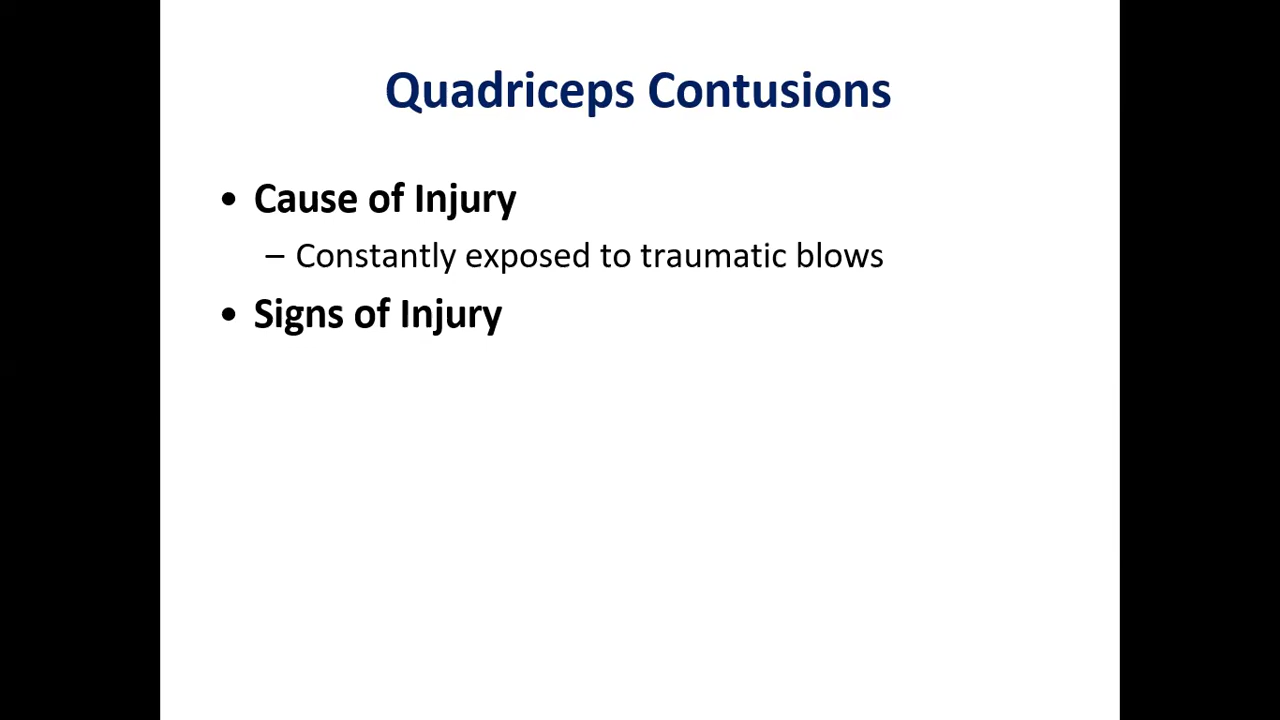 Quadriceps Contusions
• Cause of Injury
– Constantly exposed to traumatic blows
• Signs of Injury